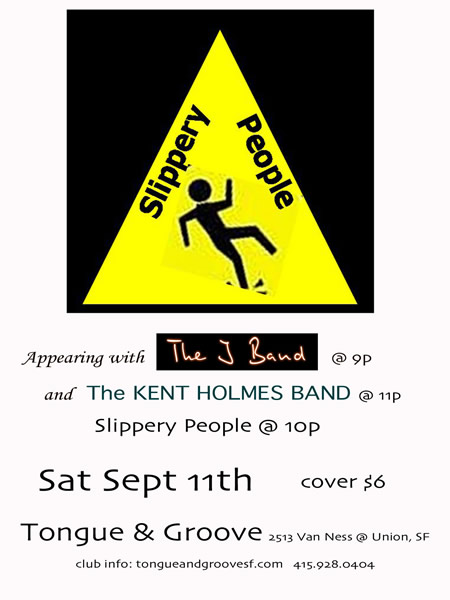 Slippery People
Appearing with The J Band @ 9p
and The KENT HOLMES BAND @ 11p
Slippery People @ 10p
Sat Sept 11th cover $6
Tongue & Groove 2513 Van Ness @ Union, SF
club info: tongueandgroovesf.com 415.928.0404